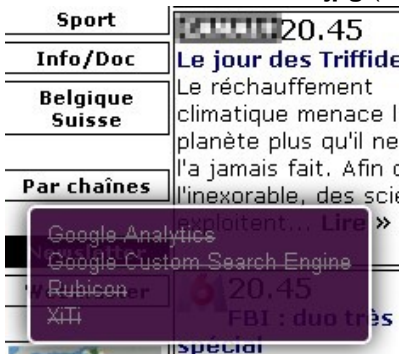 Sport
Info/Doc
Belgique
Suisse
Par chaînes
20.45
Le jour des Triffide
Le réchauffement
climatique menace l
planète plus qu'il ne
l'a jamais fait. Afin
l'inexorable, des scie
exploitent... Lire »
Newsletter
Google Analytics
Google Custom Search Engine
Rubicon
XiTi
6 20.45
FBI : duo très
spécial